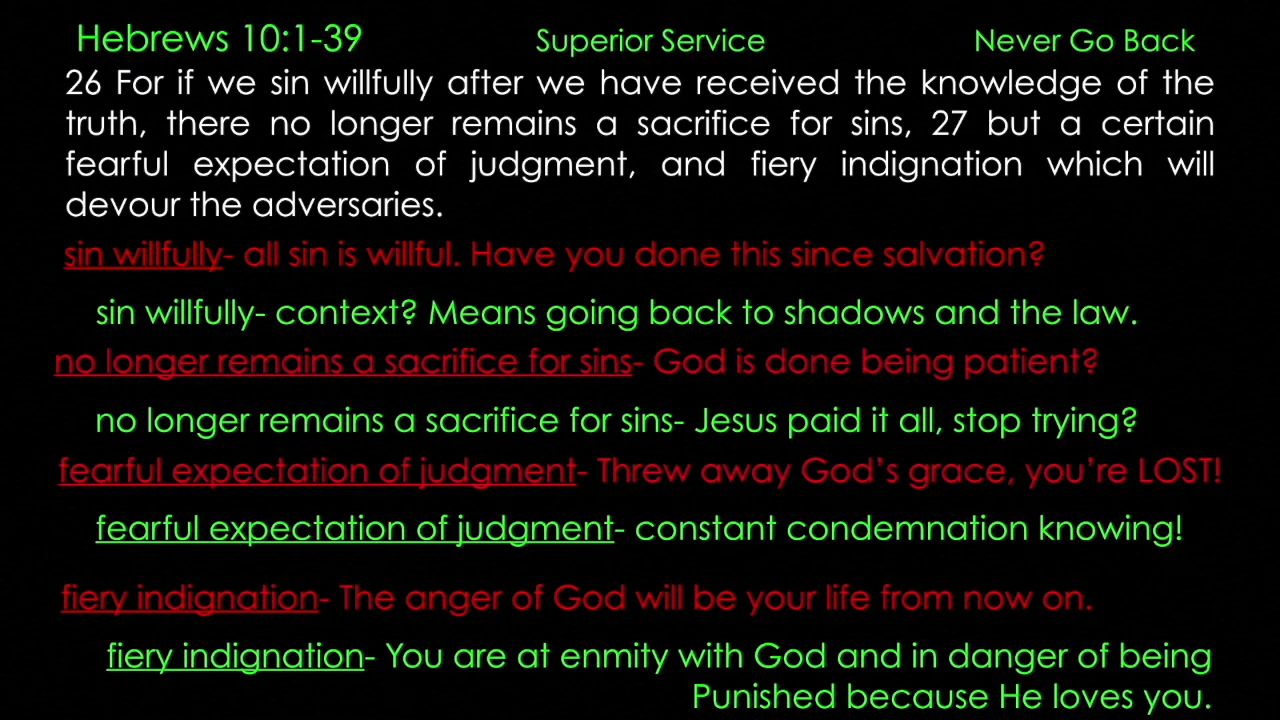 Hebrews 10:1-39 Superior Service Never Go Back
26 For if we sin willfully after we have received the knowledge of the
truth, there no longer remains a sacrifice for sins, 27 but a certain
fearful expectation of judgment, and fiery indignation which will
devour the adversaries.
sin willfully- all sin is willful. Have you done this since salvation?
sin willfully- context? Means going back to shadows and the law.
no longer remains a sacrifice for sins- God is done being patient?
no longer remains a sacrifice for sins- Jesus paid it all, stop trying?
fearful expectation of judgment- Threw away God’s grace, you’re LOST!
fearful expectation of judgment- constant condemnation knowing!
fiery indignation- The anger of God will be your life from now on.
fiery indignation- You are at enmity with God and in danger of being
Punished because He loves you.